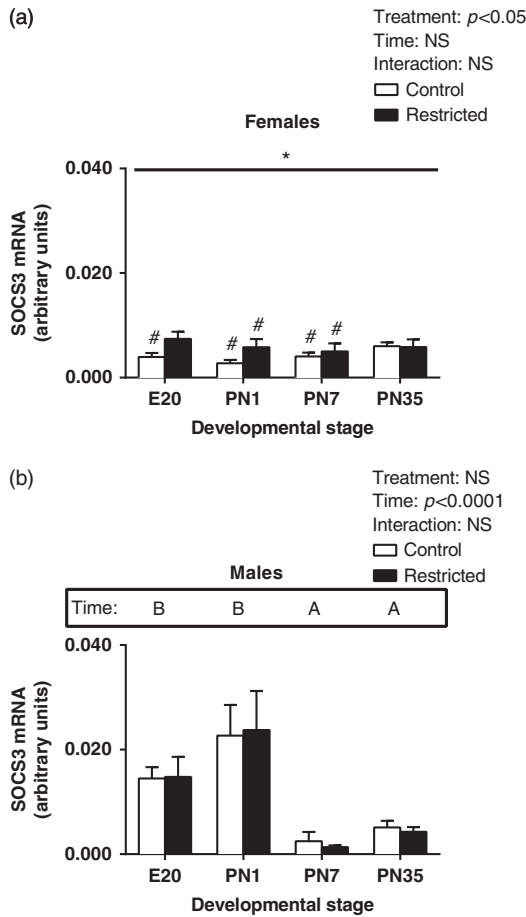 (a)
Treatment: p<0.05
Time: NS
Interaction: NS
Control
Restricted
Females
*
SOCS3 mRNA
(arbitrary units)
0.040
0.020
0.000
# # # # #
E20 PN1 PN7 PN35
Developmental stage
(b)
Treatment: NS
Time: p<0.0001
Interaction: NS
Control
Restricted
Males
Time: B B A A
SOCS3 mRNA
(arbitrary units)
0.040
0.020
0.000
E20 PN1 PN7 PN35
Developmental stage